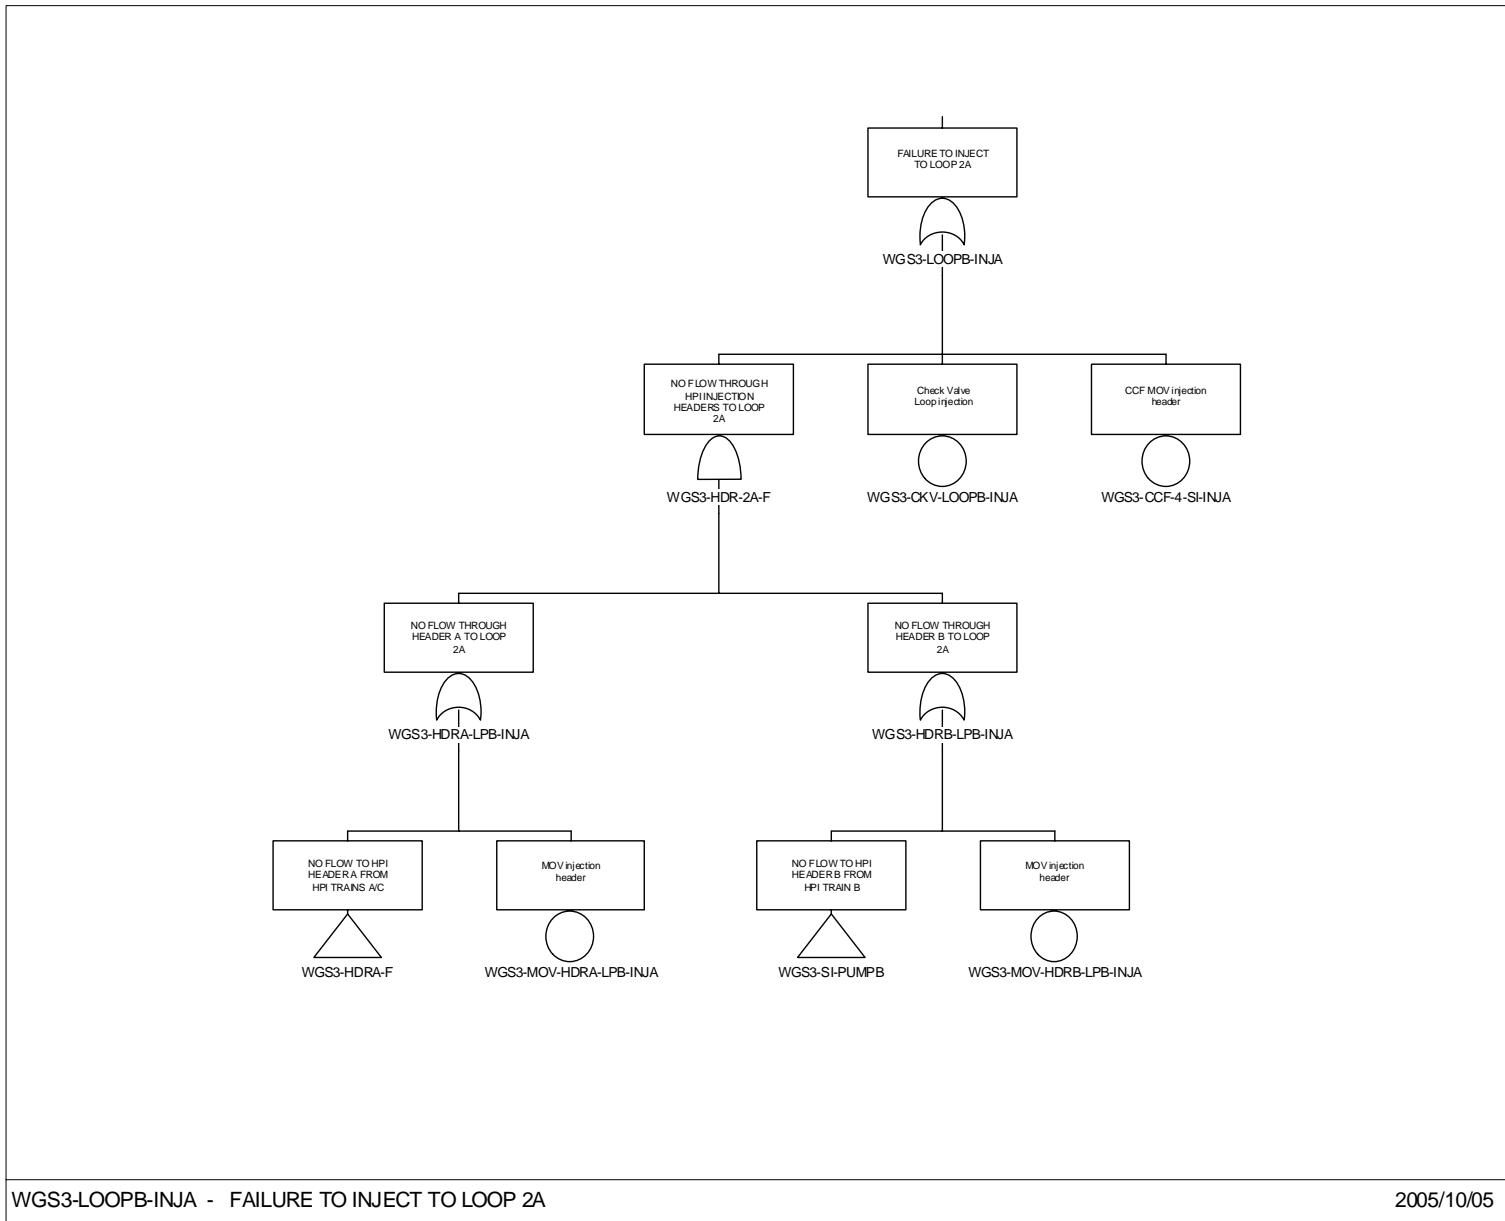 FAILURE TO INJECT
TO LOOP 2A
WGS3-LOOPB-INJA
NO FLOW THROUGH
HPI INJECTION
HEADERS TO LOOP
2A
WGS3-HDR-2A-F
Check Valve
Loop injection
WGS3-CKV-LOOPB-INJA
CCF MOV injection
header
WGS3-CCF-4-SI-INJA
NO FLOW THROUGH
HEADER A TO LOOP
2A
WGS3-HDRA-LPB-INJA
NO FLOW THROUGH
HEADER B TO LOOP
2A
WGS3-HDRB-LPB-INJA
NO FLOW TO HPI
HEADER A FROM
HPI TRAINS A/C
WGS3-HDRA-F
MOV injection
header
WGS3-MOV-HDRA-LPB-INJA
NO FLOW TO HPI
HEADER B FROM
HPI TRAIN B
WGS3-SI-PUMPB
MOV injection
header
WGS3-MOV-HDRB-LPB-INJA
WGS3-LOOPB-INJA - FAILURE TO INJECT TO LOOP 2A
2005/10/05